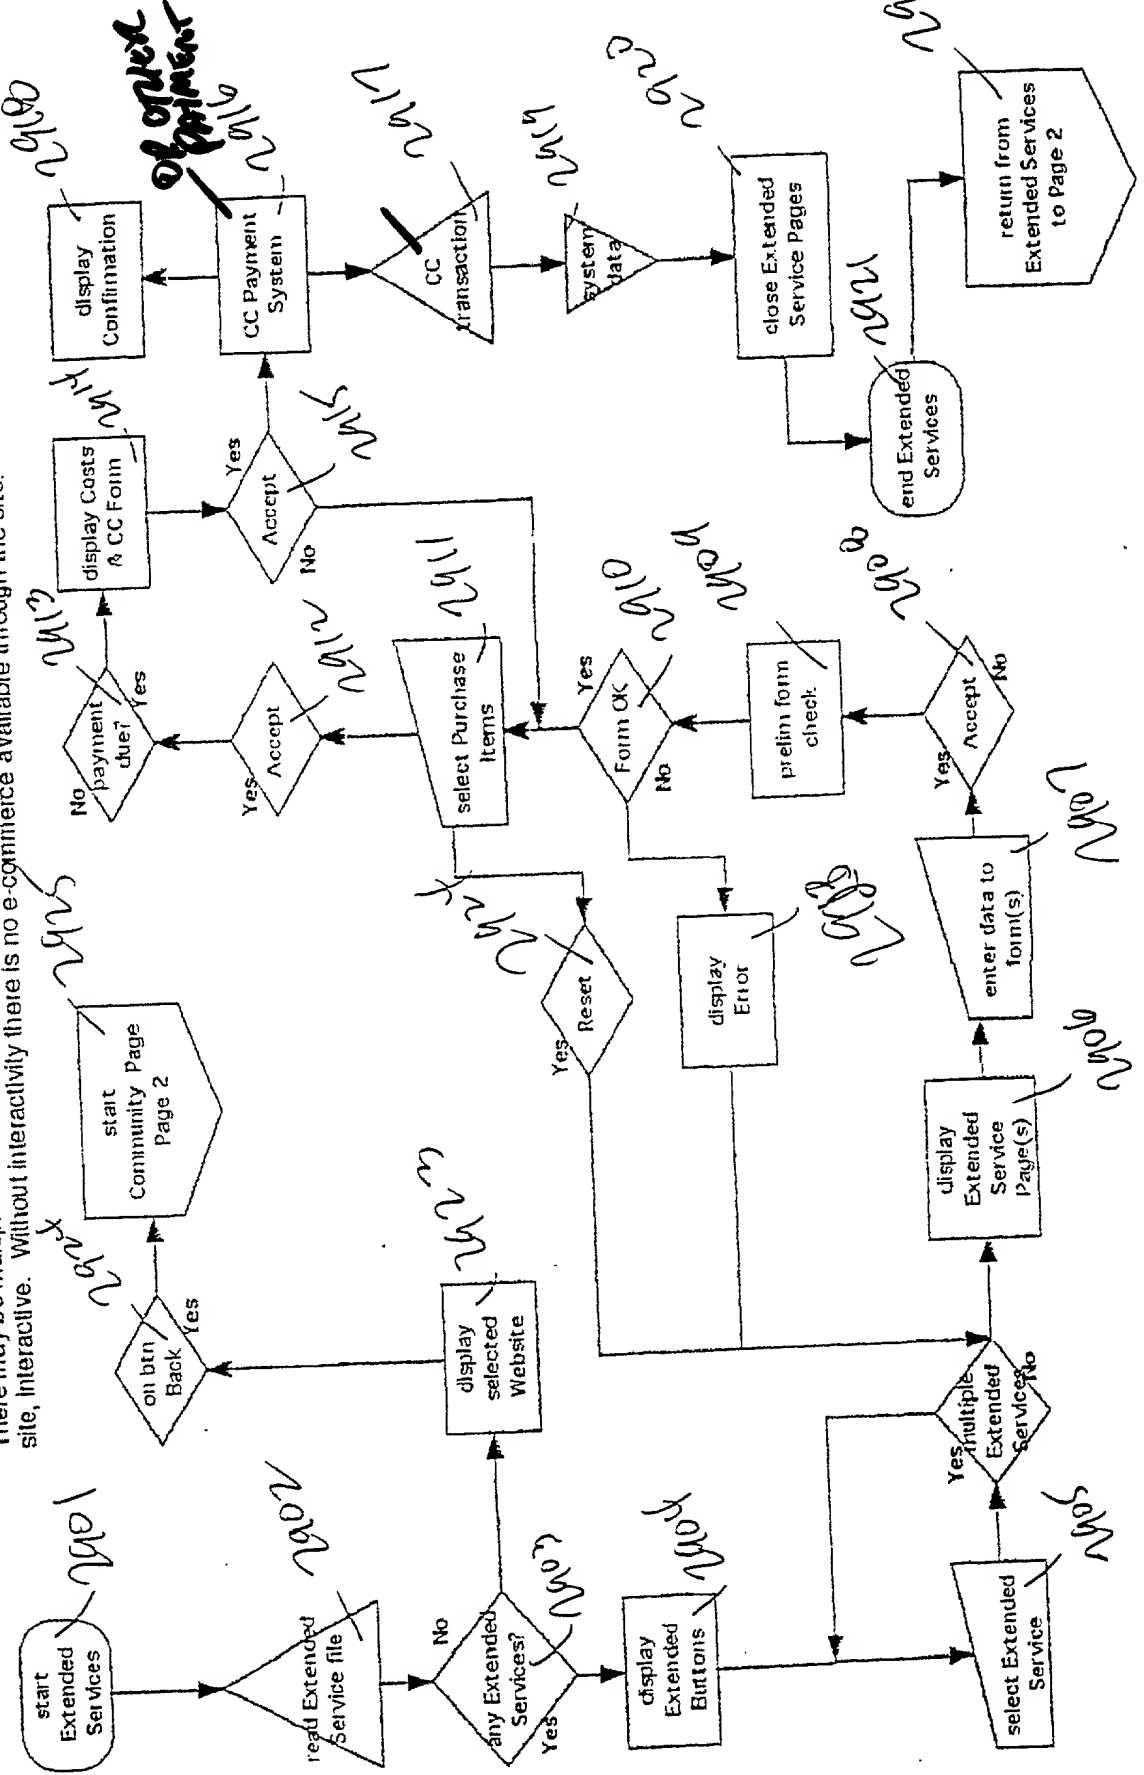 site, Interactive. Without interactivity there is no e-commerce available through the site.
start
Extended
Services
2901
read Extended
Service file
2902
any Extended
Services?
No
Yes
2903
display
Extended
Buttons
2904
select Extended
Service
2905
multiple
Extended
Services
Yes
No
display
Extended
Service
Page(s)
2906
enter data to
form(s)
2907
Accept
Yes
No
2908
prelim form
check
2909
Form OK
Yes
No
2910
display
Error
Reset
Yes
select Purchase
Items
2911
Accept
Yes
2912
payment
due?
No
Yes
2913
display Costs
& CC Form
2914
Accept
Yes
No
2915
CC Payment
System
2916
OR OTHER
PAYMENT
display
Confirmation
2918
CC
transaction
2917
system
data
2919
close Extended
Service Pages
2920
end Extended
Services
2921
return from
Extended Services
to Page 2
display
selected
Website
2923
on btn
Back
Yes
2924
start
Community Page
Page 2
2925